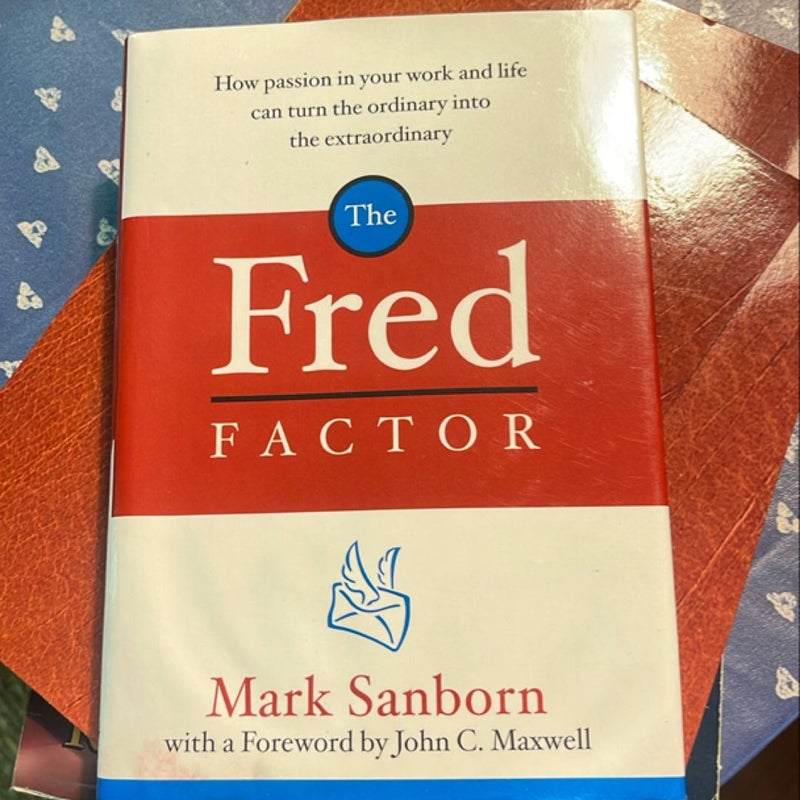 How passion in your work and life
can turn the ordinary into
the extraordinary
The
Fred
FACTOR
Mark Sanborn
with a Foreword by John C. Maxwell